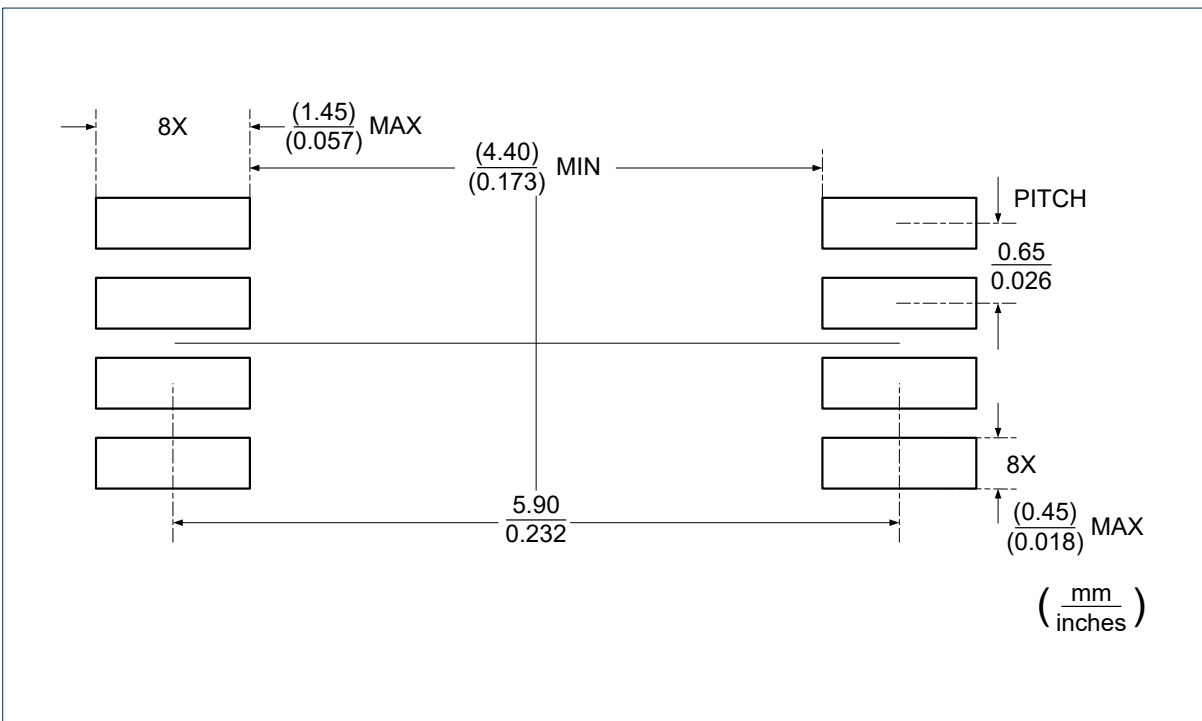 8X
(1.45)
(0.057)
MAX
(4.40)
(0.173)
MIN
PITCH
0.65
0.026
8X
5.90
0.232
(0.45)
(0.018)
MAX
( mm
inches )